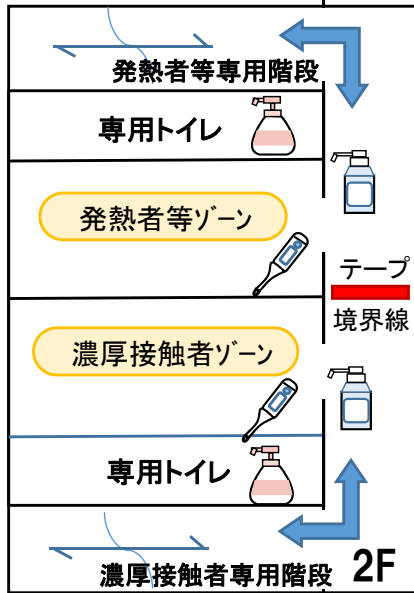 発熱者等専用階段
専用トイレ
発熱者等ゾーン
テープ
境界線
濃厚接触者ゾーン
専用トイレ
濃厚接触者専用階段
2F